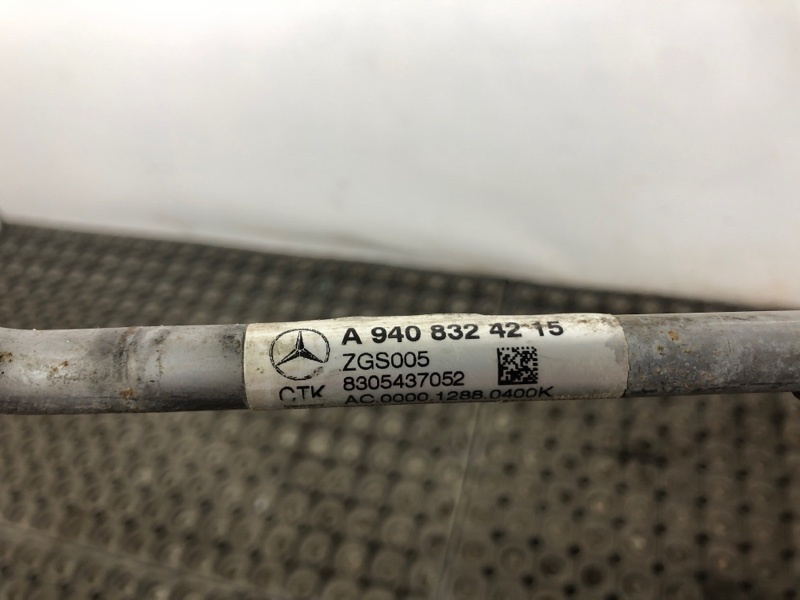 A 940 832 42 15
ZGS005
CTK 8305437052
AC.0000.1288.0400K